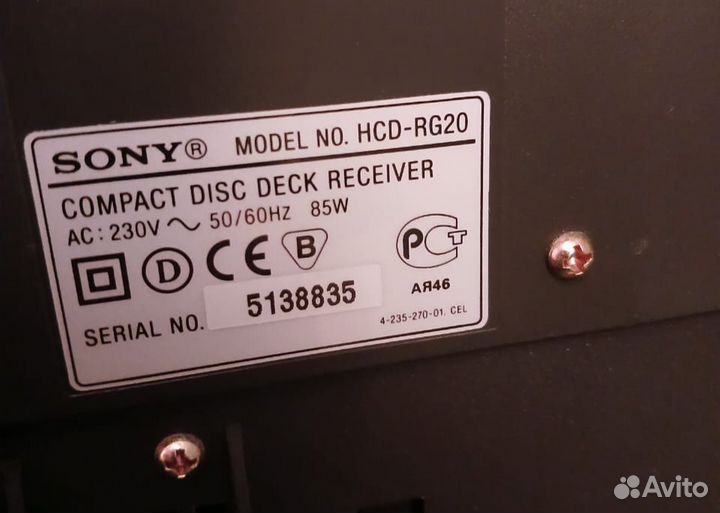 SONY® MODEL NO. HCD-RG20
COMPACT DISC DECK RECEIVER
AC: 230V ~ 50/60HZ 85W
D CE B
PCT
АЯ46
SERIAL NO. 5138835
4-235-270-01. CEL
Avito